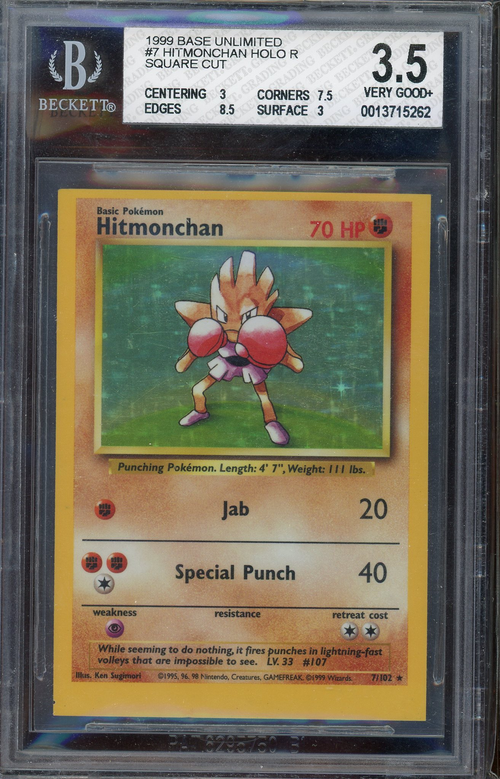 1999 BASE UNLIMITED
#7 HITMONCHAN HOLO R
SQUARE CUT
BECKETT®
CENTERING 3 CORNERS 7.5
EDGES 8.5 SURFACE 3
3.5
VERY GOOD+
0013715262
Basic Pokémon
Hitmonchan 70 HP
Punching Pokémon. Length: 4' 7", Weight: 111 lbs.
Jab 20
Special Punch 40
weakness resistance retreat cost
While seeming to do nothing, it fires punches in lightning-fast
volleys that are impossible to see. LV. 33 #107
Illus. Ken Sugimori ©1995, 96, 98 Nintendo, Creatures, GAMEFREAK. ©1999 Wizards. 7/102 ★